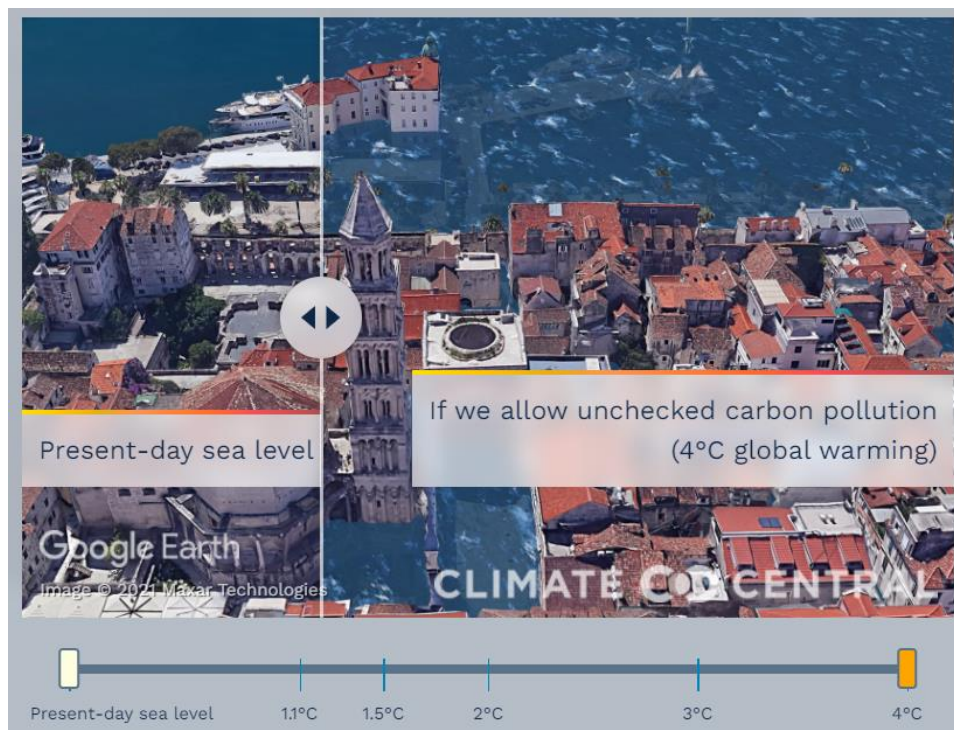 Present-day sea level
If we allow unchecked carbon pollution
(4°C global warming)
Google Earth
Image © 2021 Maxar Technologies
CLIMATE CENTRAL
Present-day sea level
1.1°C
1.5°C
2°C
3°C
4°C